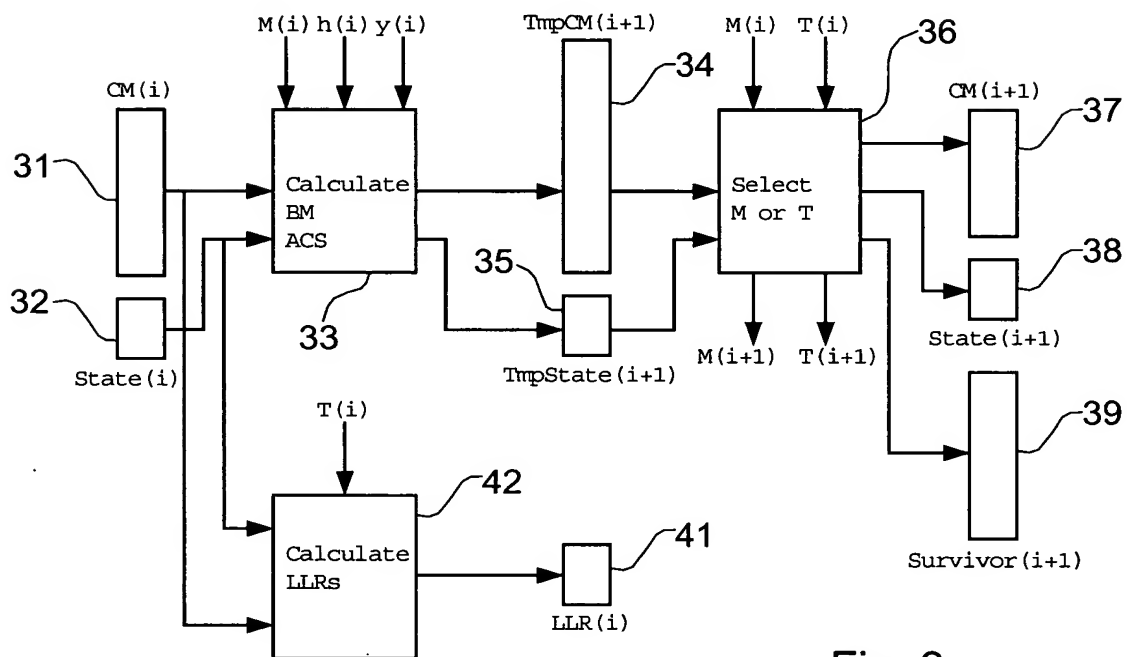 M(i) h(i) y(i)
TmpCM(i+1)
M(i) T(i)
36
34
CM(i)
CM(i+1)
37
31
Calculate
BM
ACS
Select
M or T
32
35
38
33
State(i)
TmpState(i+1)
M(i+1) T(i+1)
State(i+1)
T(i)
39
42
Calculate
LLRs
41
LLR(i)
Survivor(i+1)